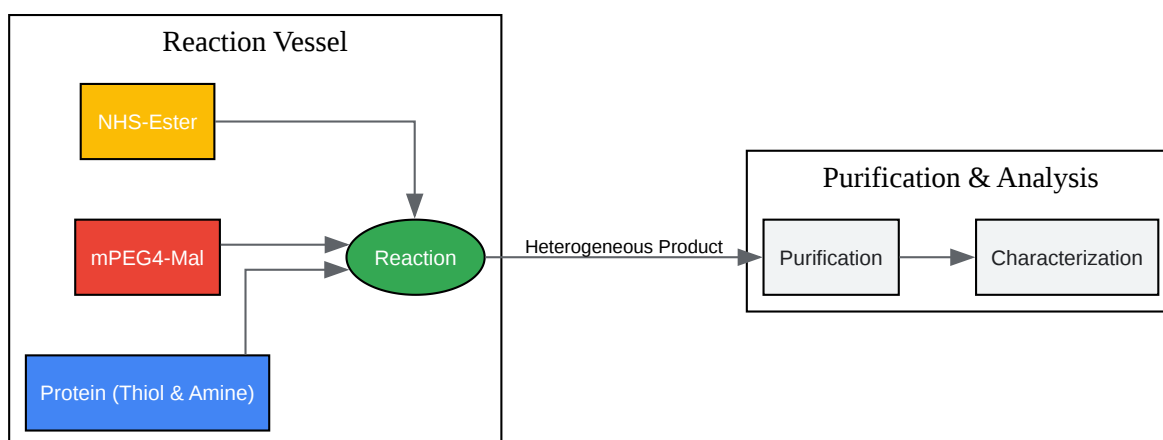 Reaction Vessel
NHS-Ester
mPEG4-Mal
Protein (Thiol & Amine)
Reaction
Heterogeneous Product
Purification & Analysis
Purification
Characterization